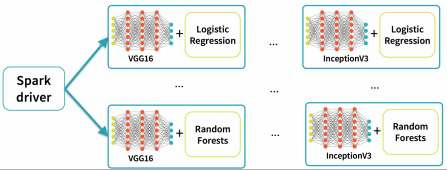 Spark
driver
+
Logistic
Regression
VGG16
...
+
Logistic
Regression
InceptionV3
...
...
...
+
Random
Forests
VGG16
...
+
Random
Forests
InceptionV3